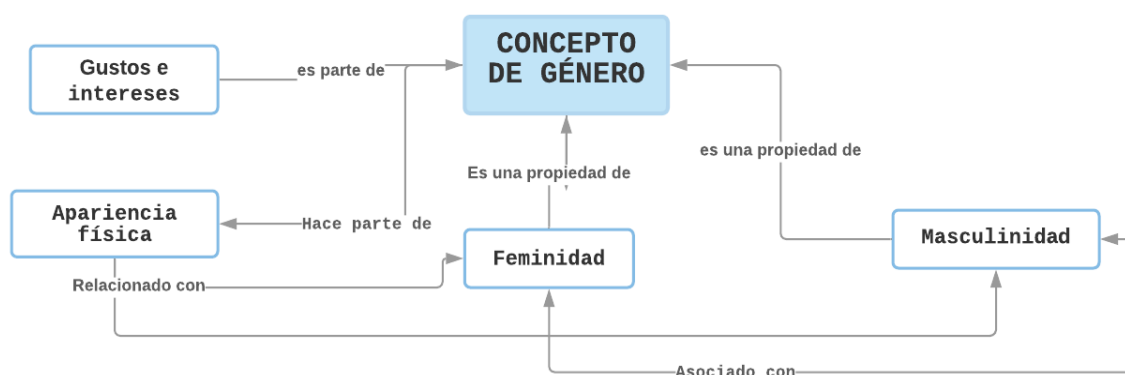 CONCEPTO
DE GÉNERO
Gustos e
intereses
es parte de
es una propiedad de
Es una propiedad de
Apariencia
física
Hace parte de
Masculinidad
Feminidad
Relacionado con
Asociado con